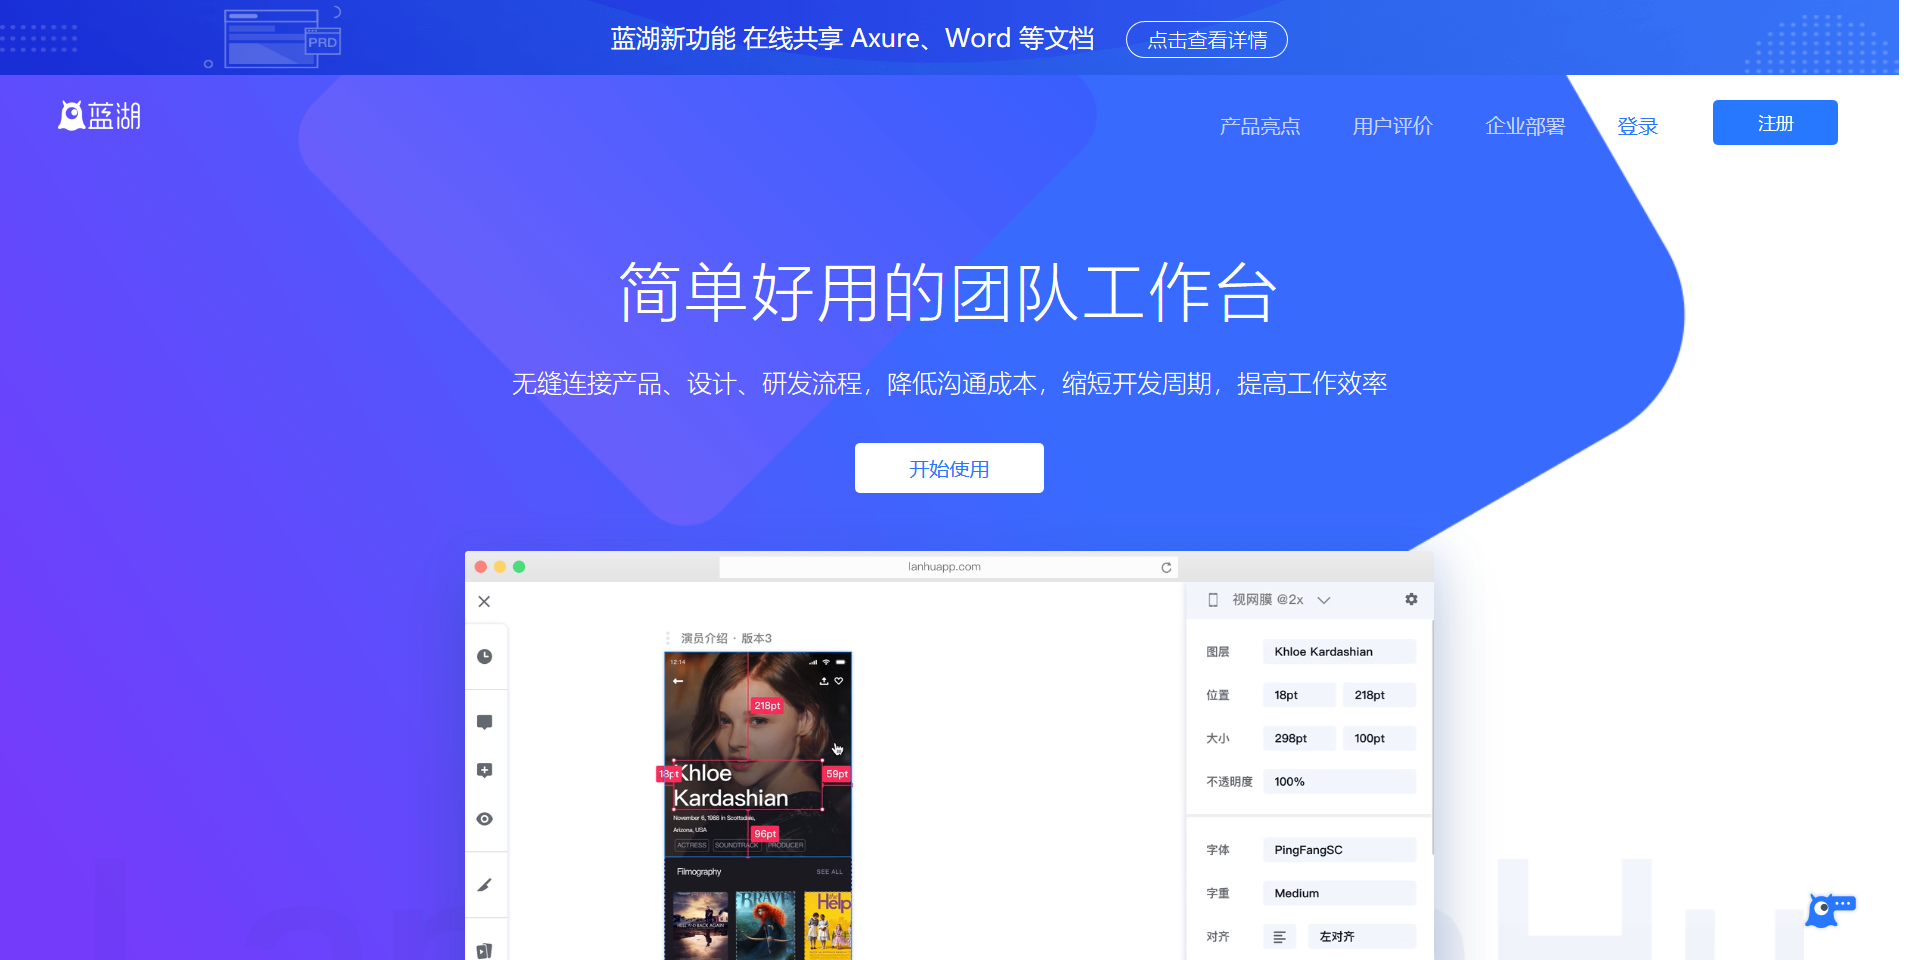 PRD
蓝湖新功能 在线共享 Axure、Word 等文档
点击查看详情
蓝湖
产品亮点
用户评价
企业部署
登录
注册
简单好用的团队工作台
无缝连接产品、设计、研发流程，降低沟通成本，缩短开发周期，提高工作效率
开始使用
lanhuapp.com
视网膜 @2x
演员介绍 · 版本3
12:14
218pt
18pt
59pt
Khloe
Kardashian
November 6, 1988 in Scottsdale,
Arizona, USA
96pt
ACTRESS
SOUNDTRACK
PRODUCER
Filmography
SEE ALL
HELL AND BACK AGAIN
BRAVE
the Help
图层
Khloe Kardashian
位置
18pt
218pt
大小
298pt
100pt
不透明度
100%
字体
PingFangSC
字重
Medium
对齐
左对齐